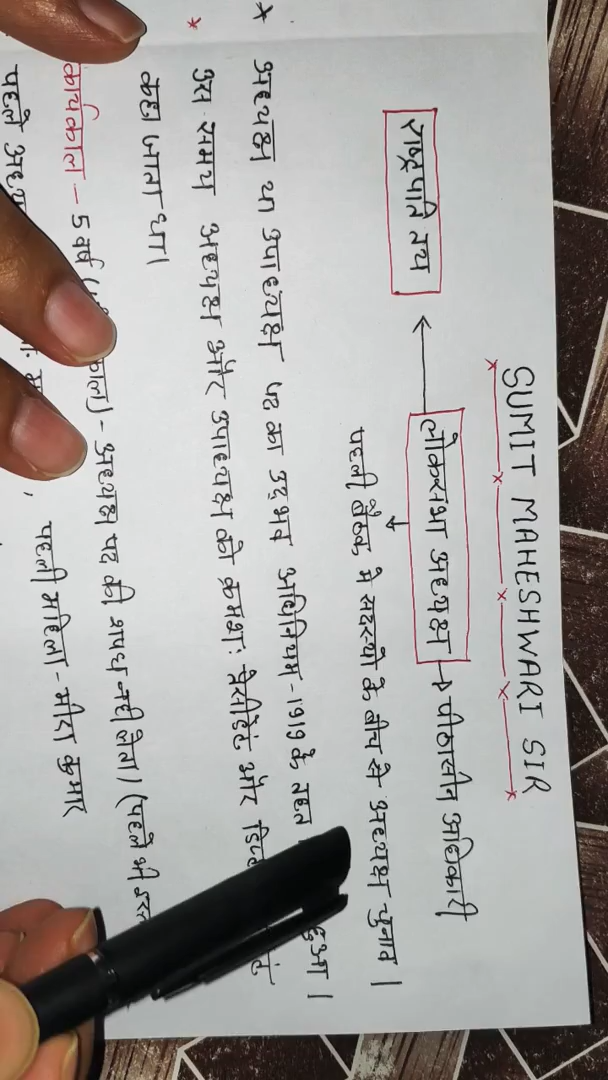 SUMIT MAHESHWARI SIR
राष्ट्रपति तय ← लोकसभा अध्यक्ष → पीठासीन अधिकारी
पहली बैठक मे सदस्यो के बीच से अध्यक्ष चुनाव |
* अध्यक्ष या उपाध्यक्ष पद का उद्भव अधिनियम - 1919 के तहत हुआ |
* उस समय अध्यक्ष और उपाध्यक्ष को क्रमशः प्रेसीडेंट और
कहा जाता था।
कार्यकाल - 5 वर्ष - अध्यक्ष पद की शपथ नही लेता। (पहले भी
पहले पहली महिला - मीरा कुमार